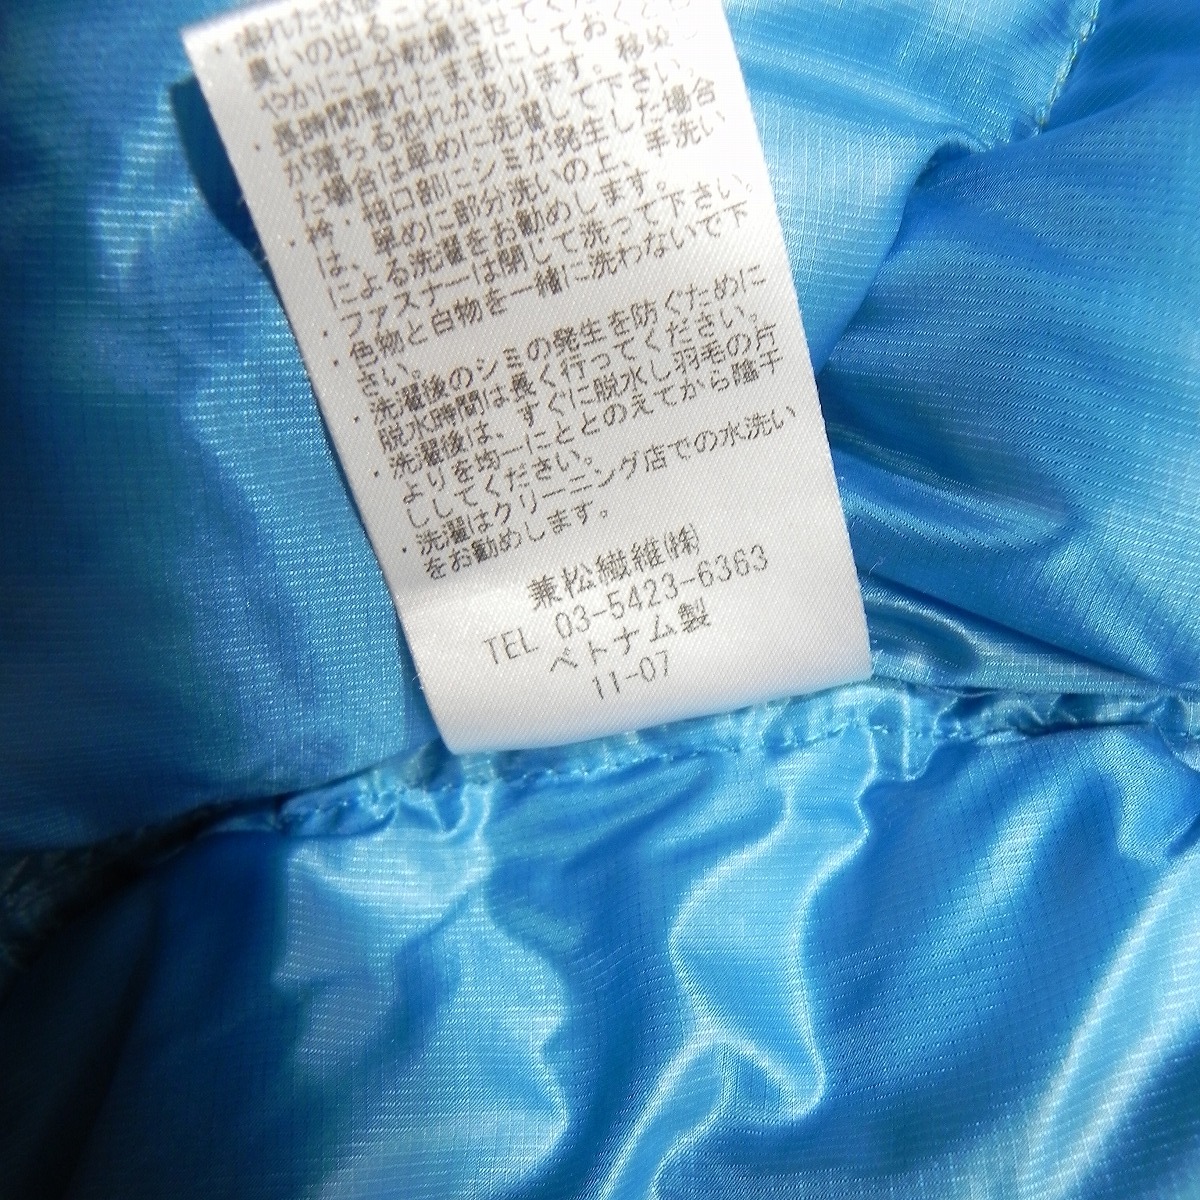 ・濡れた状態
臭いの出ることが
やかに十分乾燥させてくだ
・長時間濡れたままにしておくと
が落ちる恐れがあります。移染し
た場合は早めに洗濯して下さい。
・衿・袖口部にシミが発生した場合
は、早めに部分洗いの上、手洗い
による洗濯をお勧めします。
・ファスナーは閉じて洗って下さい。
・色物と白物を一緒に洗わないで下
さい。
・洗濯後のシミの発生を防くために
脱水時間は長く行ってください。
・洗濯後は、すぐに脱水し羽毛の片
よりを均一にととのえてから陰干
ししてください。
・洗濯はクリーニング店での水洗い
をお勧めします。
兼松繊維㈱
TEL 03-5423-6363
ベトナム製
11-07